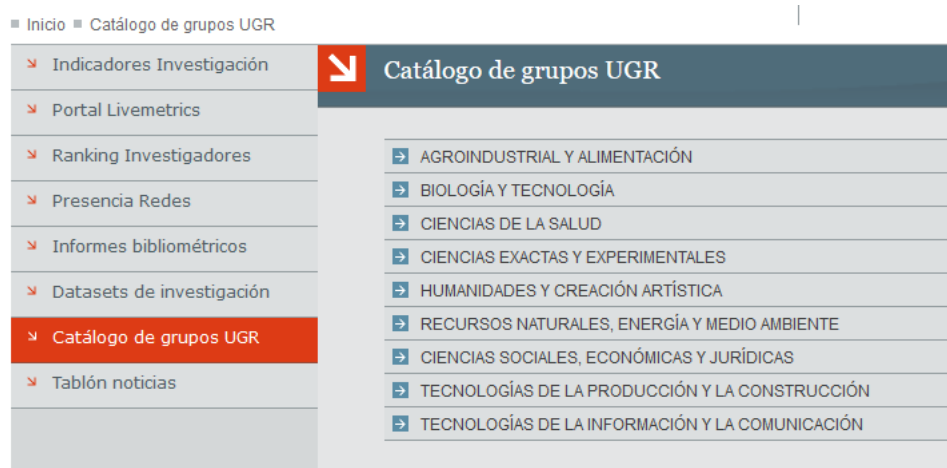 Inicio Catálogo de grupos UGR
Indicadores Investigación
Portal Livemetrics
Ranking Investigadores
Presencia Redes
Informes bibliométricos
Datasets de investigación
Catálogo de grupos UGR
Tablón noticias
Catálogo de grupos UGR
AGROINDUSTRIAL Y ALIMENTACIÓN
BIOLOGÍA Y TECNOLOGÍA
CIENCIAS DE LA SALUD
CIENCIAS EXACTAS Y EXPERIMENTALES
HUMANIDADES Y CREACIÓN ARTÍSTICA
RECURSOS NATURALES, ENERGÍA Y MEDIO AMBIENTE
CIENCIAS SOCIALES, ECONÓMICAS Y JURÍDICAS
TECNOLOGÍAS DE LA PRODUCCIÓN Y LA CONSTRUCCIÓN
TECNOLOGÍAS DE LA INFORMACIÓN Y LA COMUNICACIÓN